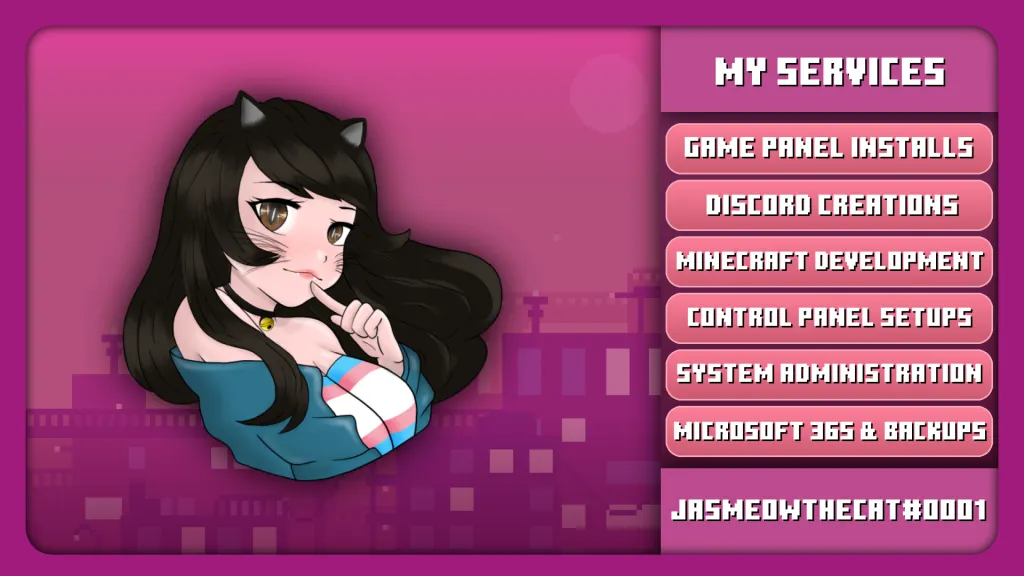 MY SERVICES
GAME PANEL INSTALLS
DISCORD CREATIONS
MINECRAFT DEVELOPMENT
CONTROL PANEL SETUPS
SYSTEM ADMINISTRATION
MICROSOFT 365 & BACKUPS
JASMEOWTHECAT#0001